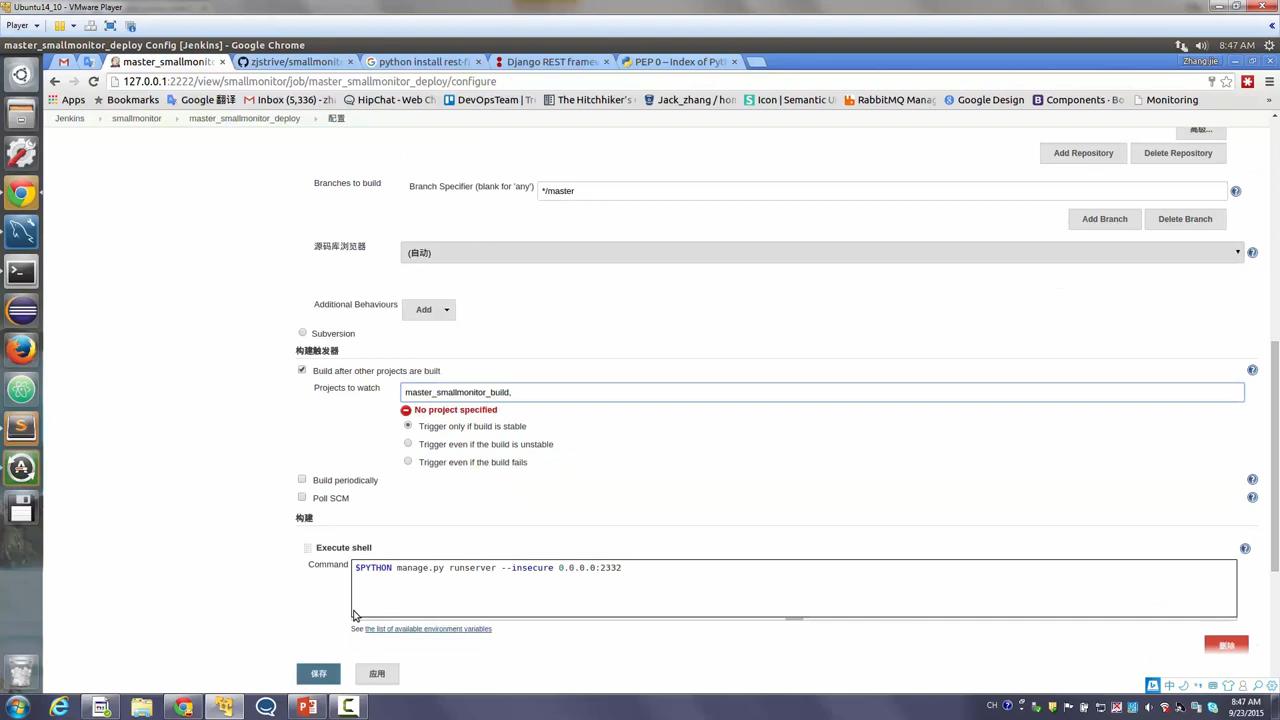 Ubuntu14_10 - VMware Player
Player
master_smallmonitor_deploy Config [Jenkins] - Google Chrome
8:47 AM
master_smallmonitor
zjstrive/smallmonito
python install rest-f
Django REST framew
PEP 0 – Index of Pyt
Zhangjie
127.0.0.1:2222/view/smallmonitor/job/master_smallmonitor_deploy/configure
Apps
Bookmarks
Google 翻译
Inbox (5,336) - zha
HipChat - Web C
DevOpsTeam | Tr
The Hitchhiker's
Jack_zhang / hos
Icon | Semantic U
RabbitMQ Manag
Google Design
Components · Bo
Monitoring
Jenkins
smallmonitor
master_smallmonitor_deploy
配置
高级...
Add Repository
Delete Repository
Branches to build
Branch Specifier (blank for 'any')
*/master
Add Branch
Delete Branch
源码库浏览器
(自动)
Additional Behaviours
Add
Subversion
构建触发器
Build after other projects are built
Projects to watch
master_smallmonitor_build,
No project specified
Trigger only if build is stable
Trigger even if the build is unstable
Trigger even if the build fails
Build periodically
Poll SCM
构建
Execute shell
Command
$PYTHON manage.py runserver --insecure 0.0.0.0:2332
See the list of available environment variables
删除
保存
应用
中
8:47 AM
9/23/2015